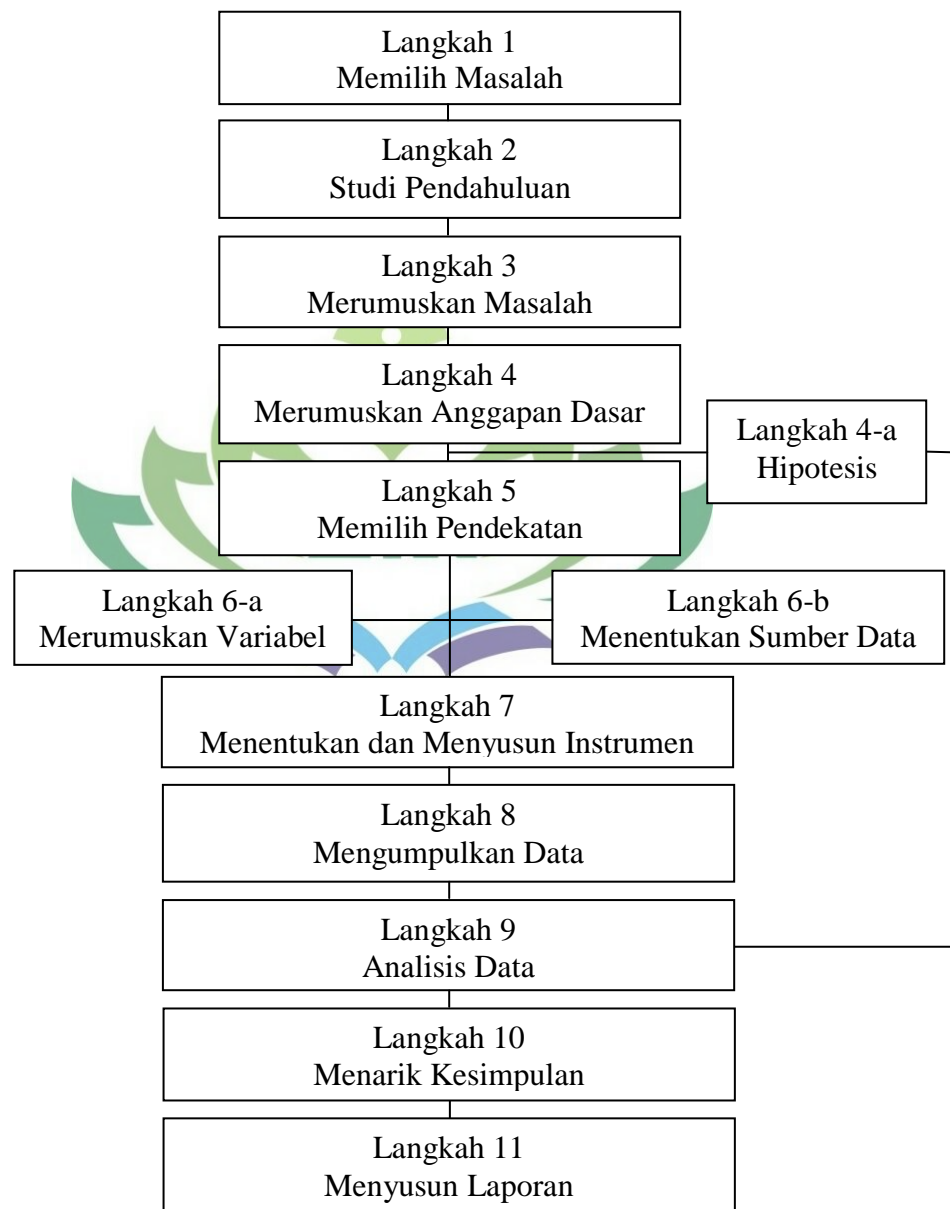 Langkah 1
Memilih Masalah
Langkah 2
Studi Pendahuluan
Langkah 3
Merumuskan Masalah
Langkah 4
Merumuskan Anggapan Dasar
Langkah 4-a
Hipotesis
Langkah 5
Memilih Pendekatan
Langkah 6-a
Merumuskan Variabel
Langkah 6-b
Menentukan Sumber Data
Langkah 7
Menentukan dan Menyusun Instrumen
Langkah 8
Mengumpulkan Data
Langkah 9
Analisis Data
Langkah 10
Menarik Kesimpulan
Langkah 11
Menyusun Laporan